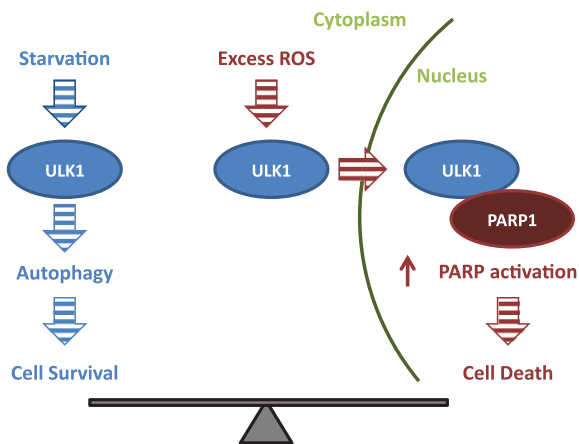 Cytoplasm
Starvation
Excess ROS
Nucleus
ULK1
ULK1
ULK1
PARP1
Autophagy
PARP activation
Cell Survival
Cell Death